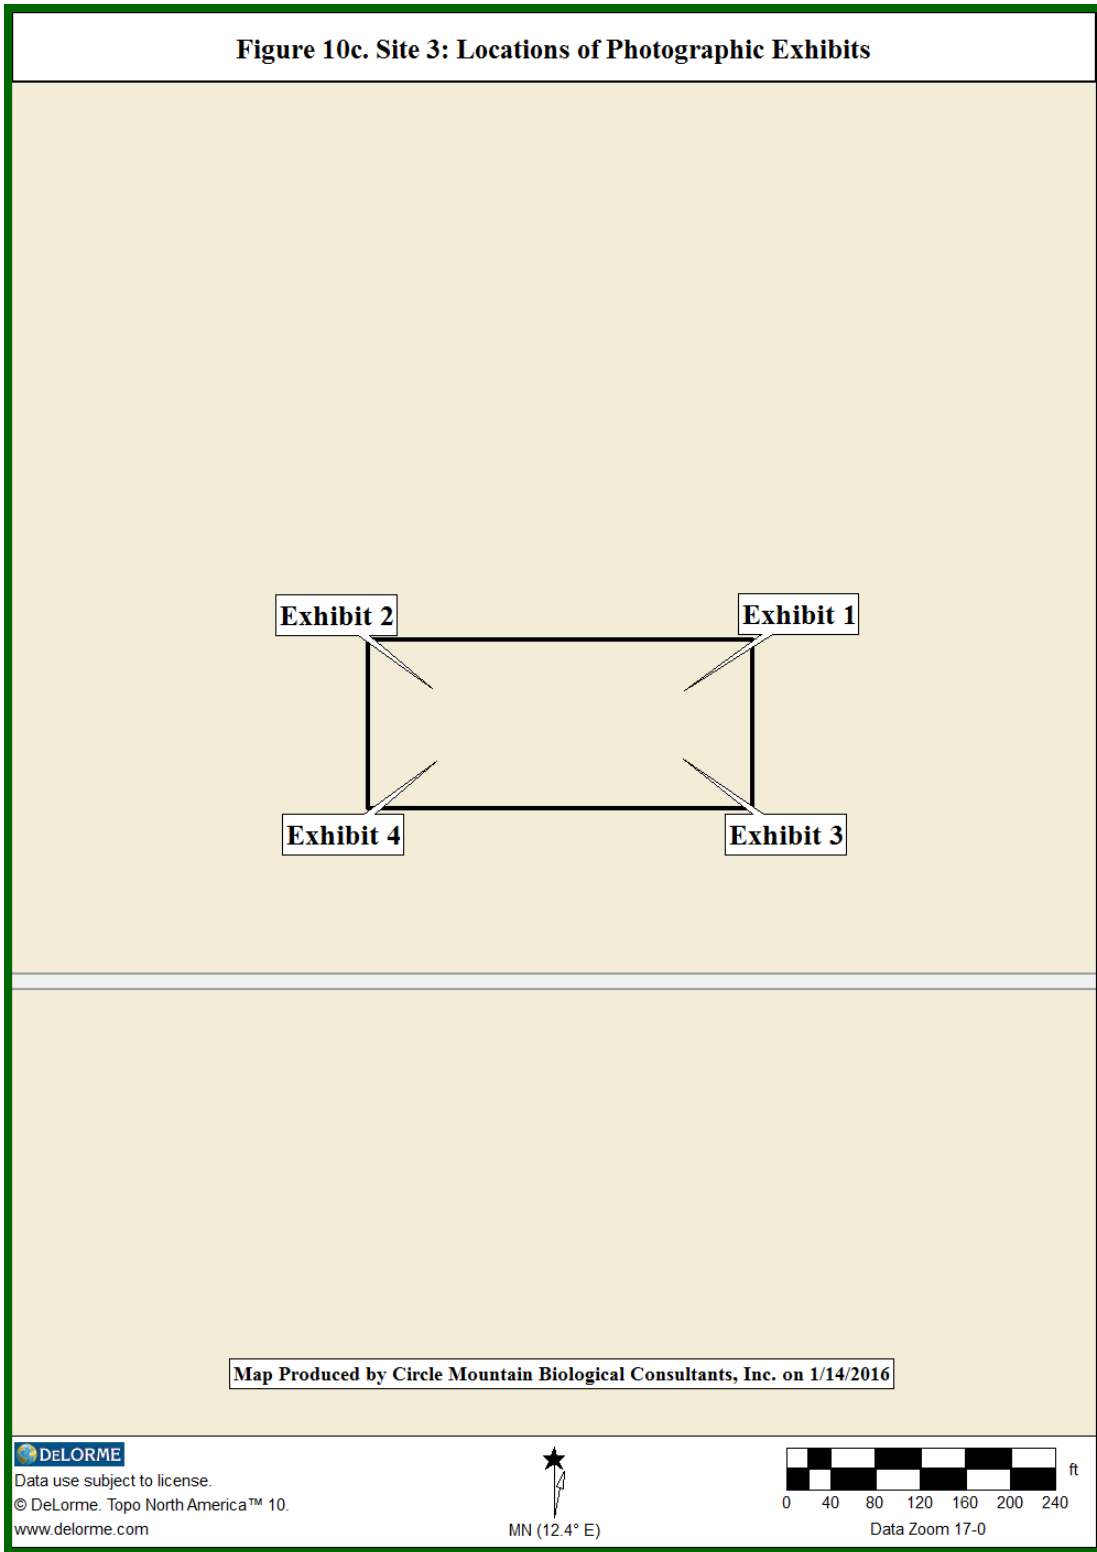 Figure 10c. Site 3: Locations of Photographic Exhibits
Exhibit 2
Exhibit 1
Exhibit 4
Exhibit 3
Map Produced by Circle Mountain Biological Consultants, Inc. on 1/14/2016
DELORME
Data use subject to license.
© DeLorme. Topo North America™ 10.
www.delorme.com
MN (12.4° E)
ft
0 40 80 120 160 200 240
Data Zoom 17-0